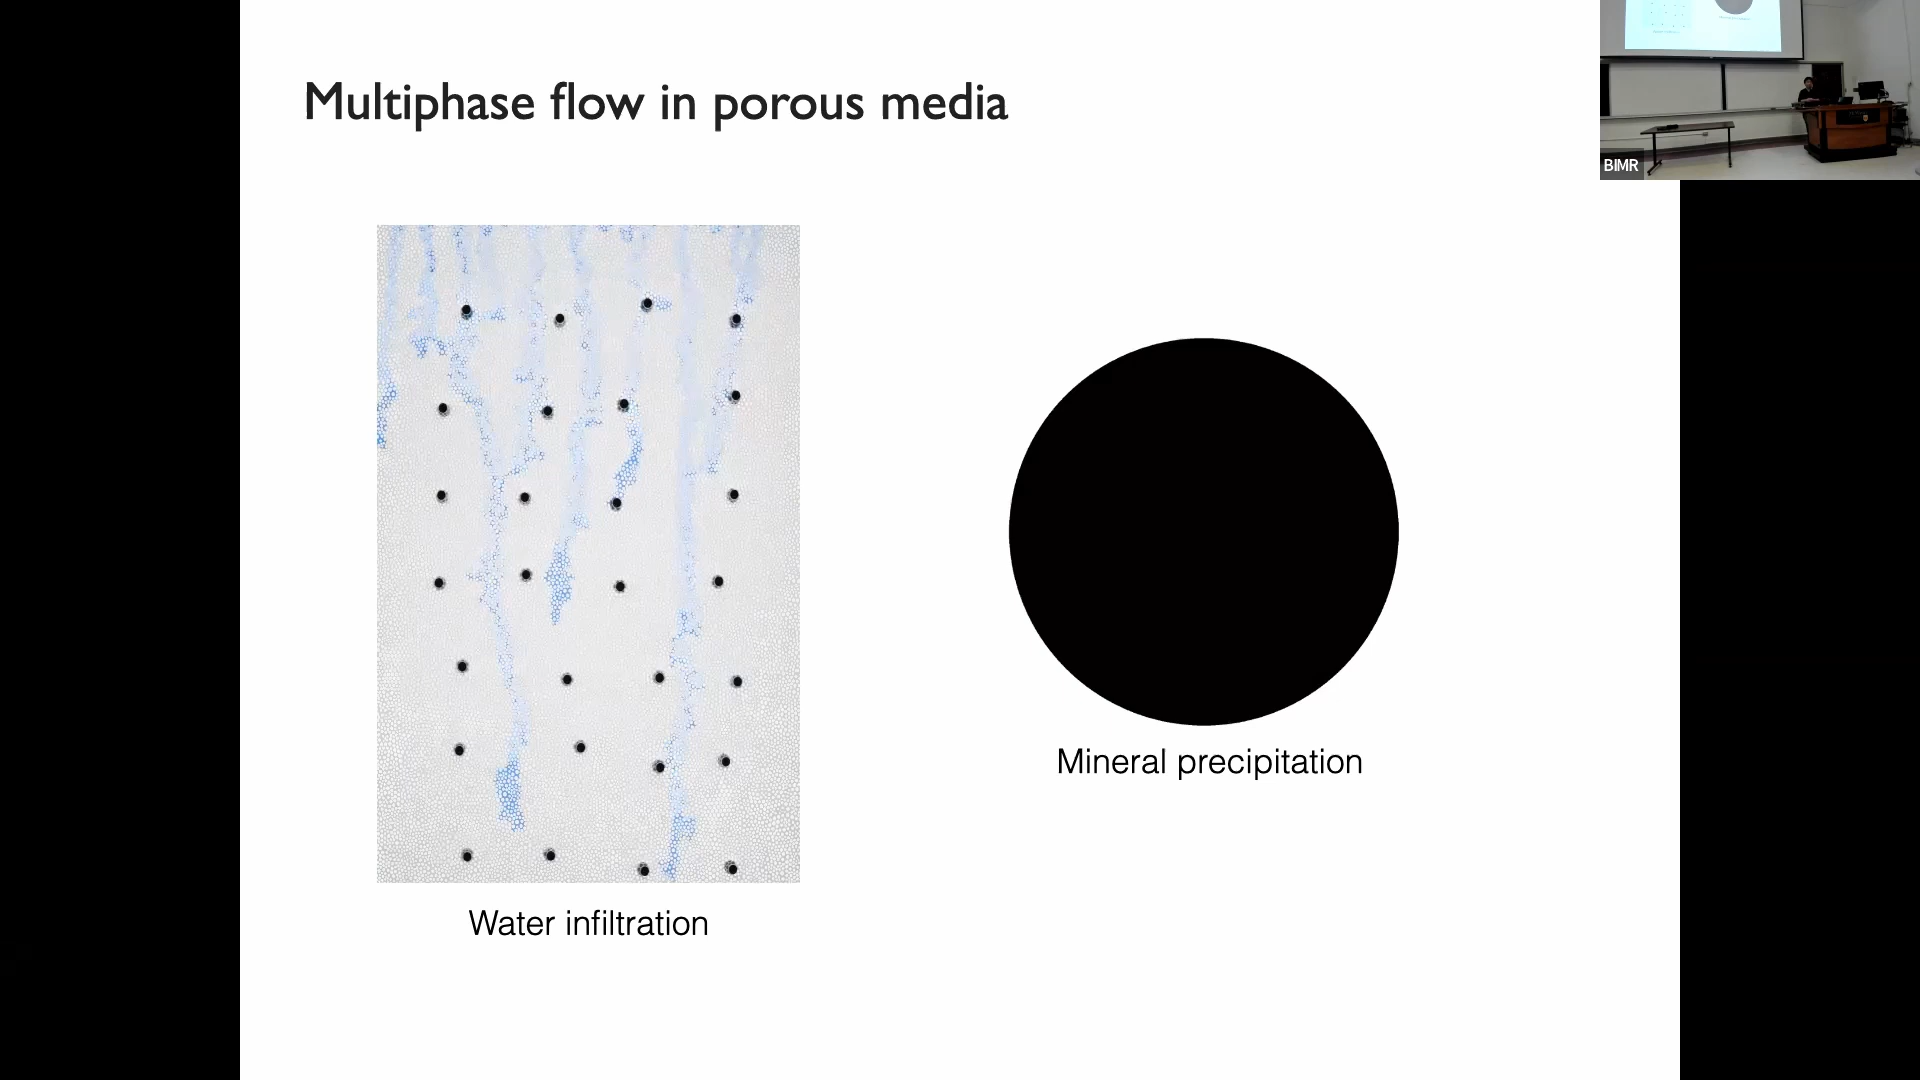 Multiphase flow in porous media
BIMR
Mineral precipitation
Water infiltration